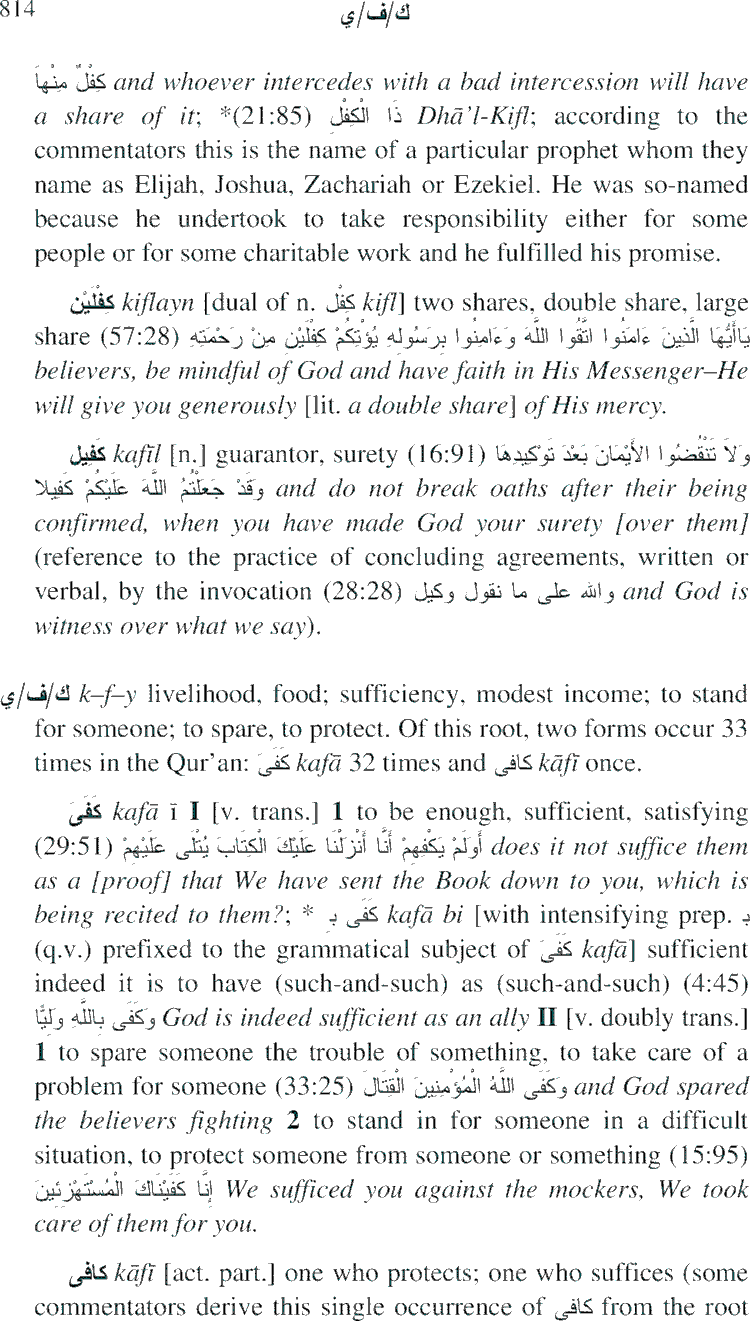 814
ك/ف/ي
كِفْلٌ مِنْهاَ and whoever intercedes with a bad intercession will have
a share of it; *(21:85) ذَا الْكِفْلِ Dhā’l-Kifl; according to the
commentators this is the name of a particular prophet whom they
name as Elijah, Joshua, Zachariah or Ezekiel. He was so-named
because he undertook to take responsibility either for some
people or for some charitable work and he fulfilled his promise.
كِفْلَيْن kiflayn [dual of n. كِفْل kifl] two shares, double share, large
share (57:28) يَاأَيُّهَا الَّذِينَ ءَامَنُوا اتَّقُوا اللَّهَ وَءَامِنُوا بِرَسُولِهِ يُؤْتِكُمْ كِفْلَيْنِ مِنْ رَحْمَتِهِ
believers, be mindful of God and have faith in His Messenger–He
will give you generously [lit. a double share] of His mercy.
كَفِيل kafīl [n.] guarantor, surety (16:91) وَلاَ تَنْقُضُوا الأَيْمَانَ بَعْدَ تَوْكِيدِهَا
وَقَدْ جَعَلْتُمُ اللَّهَ عَلَيْكُمْ كَفِيلا and do not break oaths after their being
confirmed, when you have made God your surety [over them]
(reference to the practice of concluding agreements, written or
verbal, by the invocation (28:28) والله على ما نقول وكيل and God is
witness over what we say).
ك/ف/ي k–f–y livelihood, food; sufficiency, modest income; to stand
for someone; to spare, to protect. Of this root, two forms occur 33
times in the Qur’an: كَفَىَ kafā 32 times and كافى kāfī once.
كَفَىَ kafā ī I [v. trans.] 1 to be enough, sufficient, satisfying
(29:51) أَوَلَمْ يَكْفِهِمْ أَنَّا أَنْزَلْنَا عَلَيْكَ الْكِتَابَ يُتْلَى عَلَيْهِمْ does it not suffice them
as a [proof] that We have sent the Book down to you, which is
being recited to them?; * كَفَى بِـ kafā bi [with intensifying prep. بـ
(q.v.) prefixed to the grammatical subject of كَفَىَ kafā] sufficient
indeed it is to have (such-and-such) as (such-and-such) (4:45)
وَكَفَى بِاللَّهِ وَلِيًّا God is indeed sufficient as an ally II [v. doubly trans.]
1 to spare someone the trouble of something, to take care of a
problem for someone (33:25) وَكَفَى اللَّهُ الْمُؤْمِنِينَ الْقِتَالَ and God spared
the believers fighting 2 to stand in for someone in a difficult
situation, to protect someone from someone or something (15:95)
إِنَّا كَفَيْنَاكَ الْمُسْتَهْزِئِينَ We sufficed you against the mockers, We took
care of them for you.
كافى kāfī [act. part.] one who protects; one who suffices (some
commentators derive this single occurrence of كافى from the root